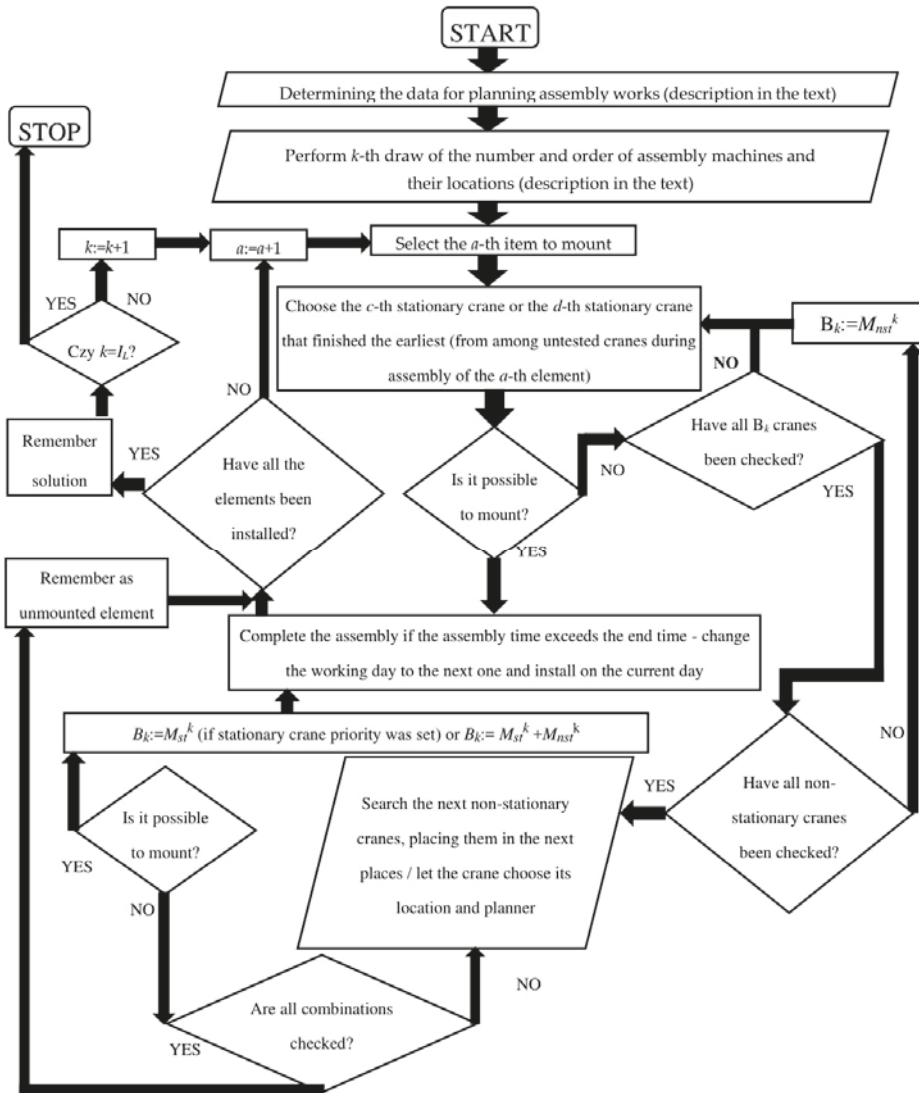 START
Determining the data for planning assembly works (description in the text)
STOP
Perform k-th draw of the number and order of assembly machines and
their locations (description in the text)
k:=k+1
a:=a+1
Select the a-th item to mount
YES
NO
Choose the c-th stationary crane or the d-th stationary crane
that finished the earliest (from among untested cranes during
assembly of the a-th element)
B_k:=M_nst^k
Czy k=I_L?
NO
NO
Remember
solution
YES
Have all the
elements been
installed?
Is it possible
to mount?
NO
Have all B_k cranes
been checked?
YES
YES
Remember as
unmounted element
Complete the assembly if the assembly time exceeds the end time - change
the working day to the next one and install on the current day
B_k:=M_st^k (if stationary crane priority was set) or B_k:= M_st^k +M_nst^k
NO
YES
Is it possible
to mount?
YES
NO
Search the next non-stationary
cranes, placing them in the next
places / let the crane choose its
location and planner
Have all non-
stationary cranes
been checked?
NO
Are all combinations
checked?
YES